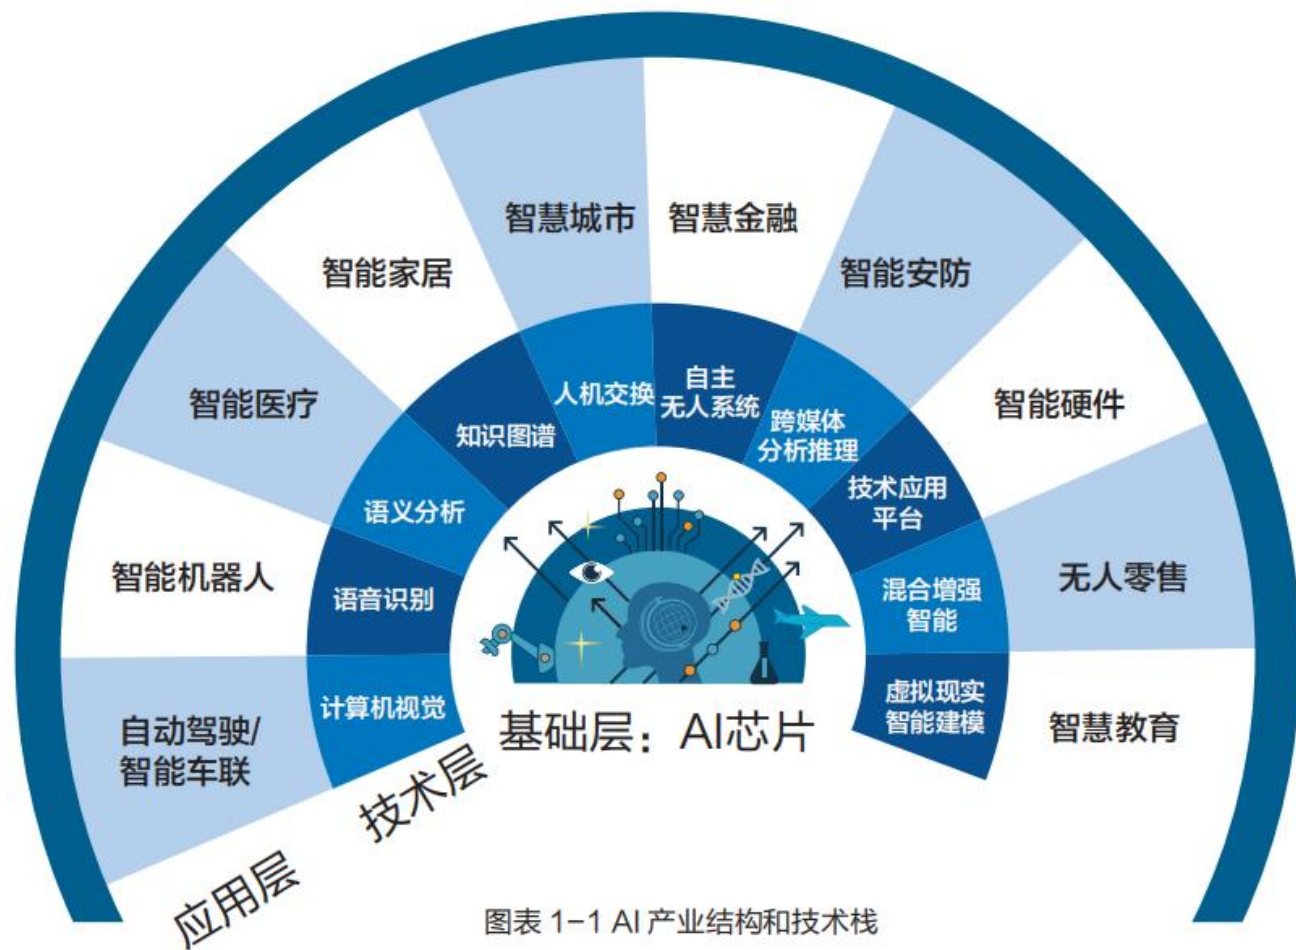 智慧城市
智慧金融
智能家居
智能安防
智能医疗
智能硬件
智能机器人
无人零售
自动驾驶/
智能车联
智慧教育
人机交换
自主
无人系统
知识图谱
跨媒体
分析推理
语义分析
技术应用
平台
语音识别
混合增强
智能
计算机视觉
虚拟现实
智能建模
基础层：AI芯片
技术层
应用层
图表 1-1 AI 产业结构和技术栈